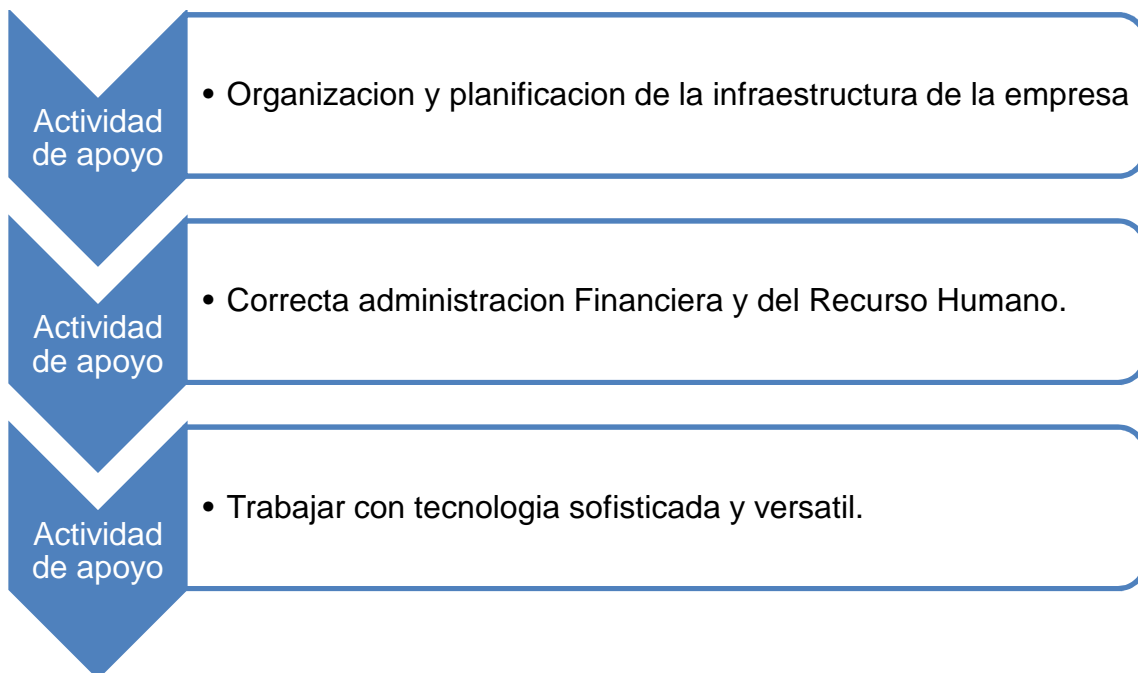 Actividad
de apoyo
• Organizacion y planificacion de la infraestructura de la empresa
Actividad
de apoyo
• Correcta administracion Financiera y del Recurso Humano.
Actividad
de apoyo
• Trabajar con tecnologia sofisticada y versatil.